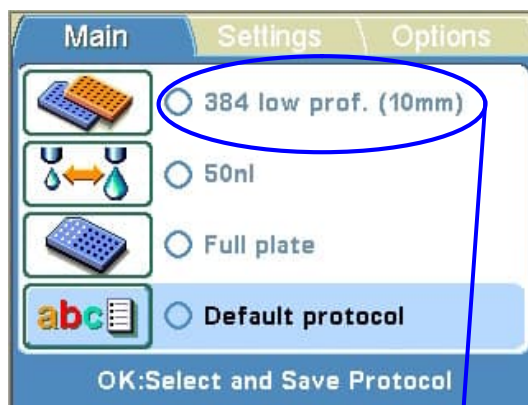 Main Settings Options
384 low prof. (10mm)
50nl
Full plate
abc Default protocol
OK:Select and Save Protocol